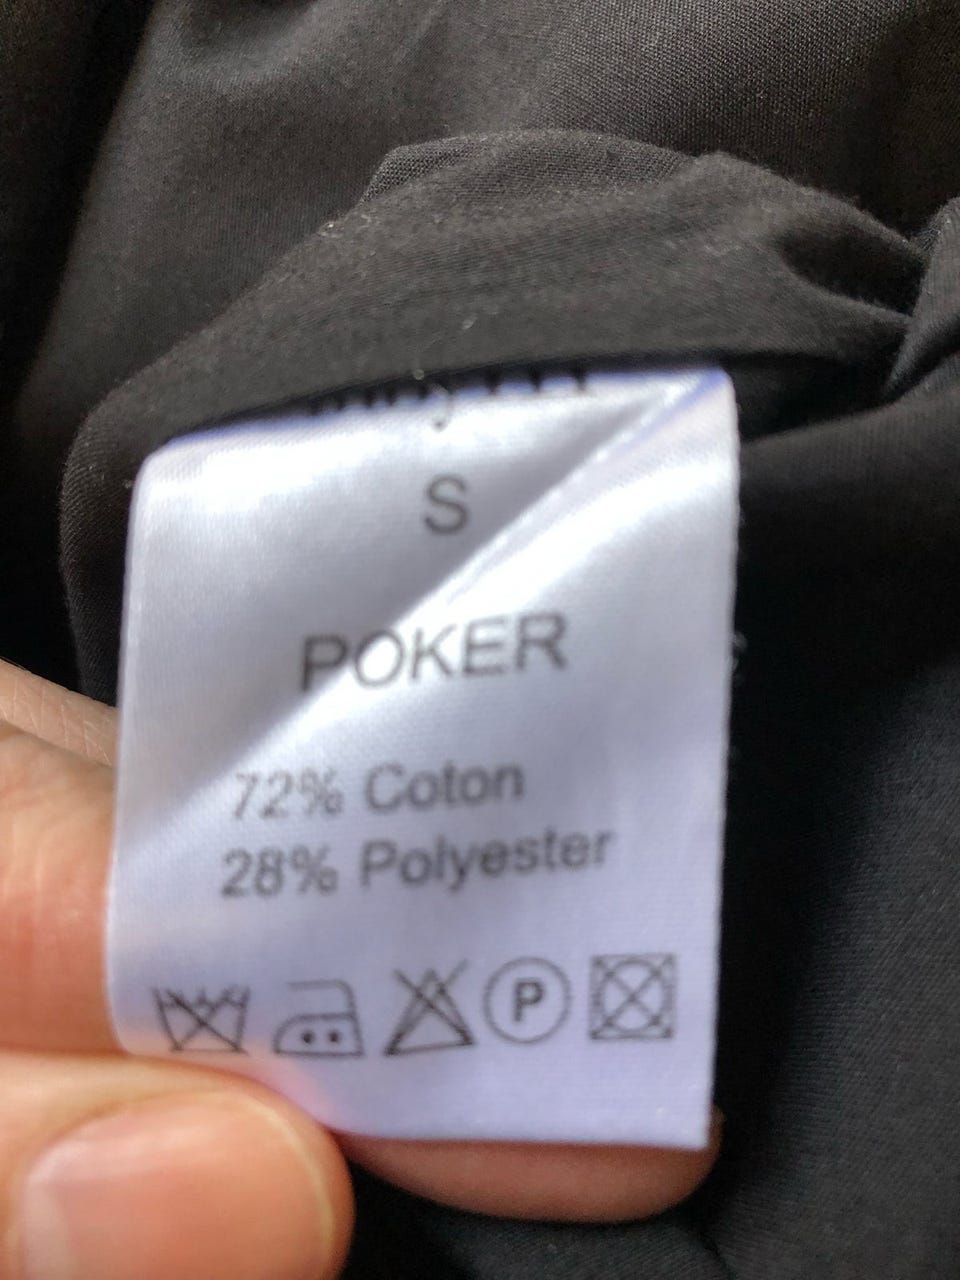 S
POKER
72% Coton
28% Polyester
P